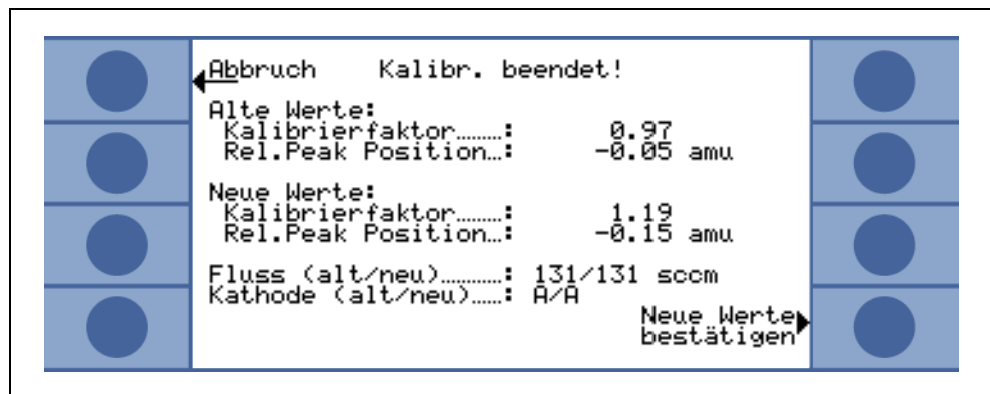 Abbruch Kalibr. beendet!
Alte Werte:
Kalibrierfaktor……: 0.97
Rel.Peak Position…: -0.05 amu
Neue Werte:
Kalibrierfaktor……: 1.19
Rel.Peak Position…: -0.15 amu
Fluss (alt/neu)………: 131/131 sccm
Kathode (alt/neu)……: A/A
Neue Werte
bestätigen